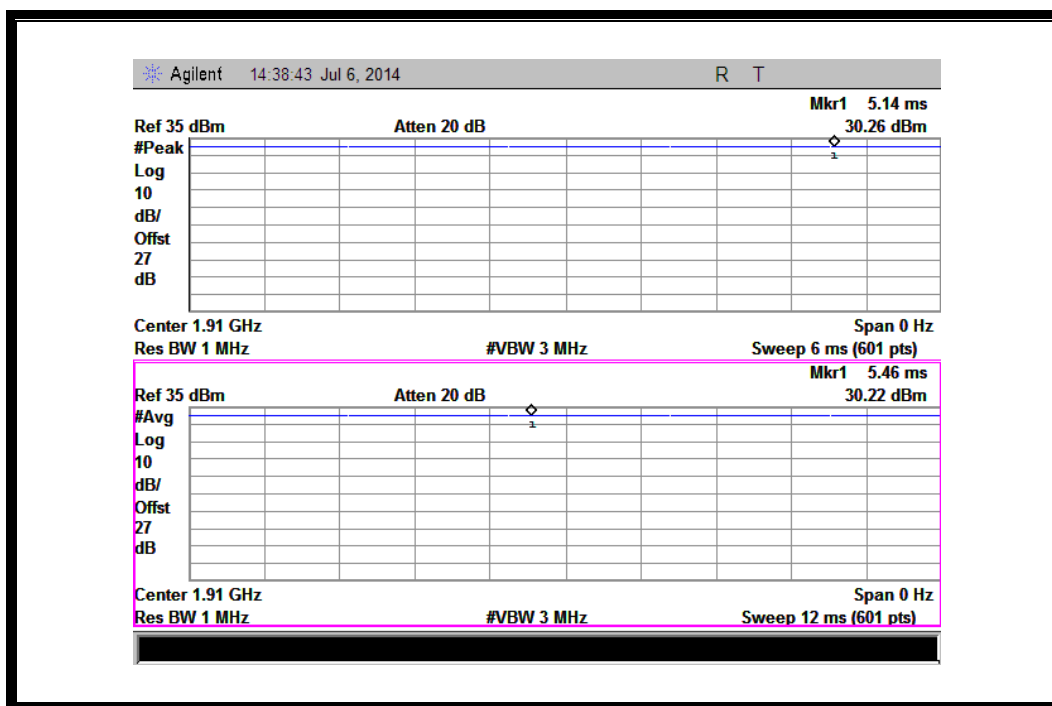 Agilent 14:38:43 Jul 6, 2014 R T
Mkr1 5.14 ms
Ref 35 dBm Atten 20 dB 30.26 dBm
#Peak
1
Log
10
dB/
Offst
27
dB
Center 1.91 GHz Span 0 Hz
Res BW 1 MHz #VBW 3 MHz Sweep 6 ms (601 pts)
Mkr1 5.46 ms
Ref 35 dBm Atten 20 dB 30.22 dBm
#Avg
1
Log
10
dB/
Offst
27
dB
Center 1.91 GHz Span 0 Hz
Res BW 1 MHz #VBW 3 MHz Sweep 12 ms (601 pts)